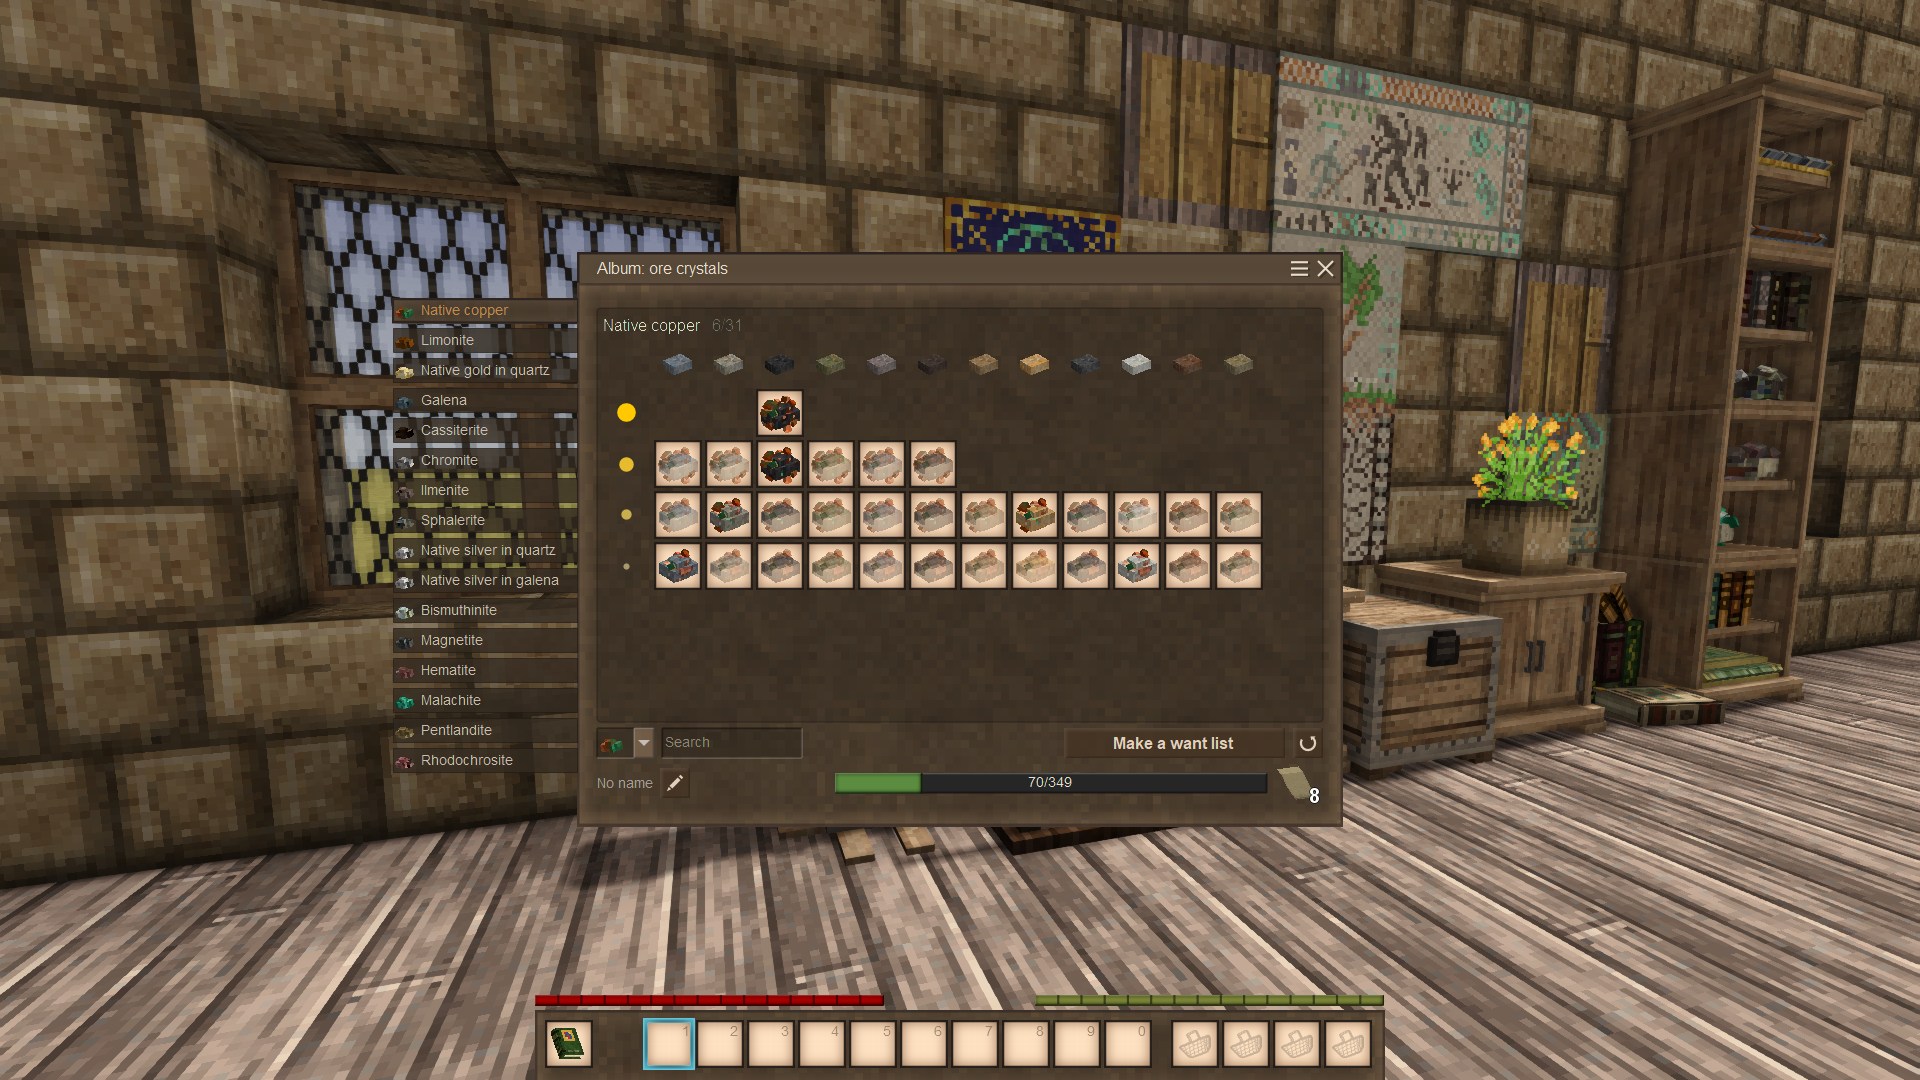 Album: ore crystals
Native copper
Limonite
Native gold in quartz
Galena
Cassiterite
Chromite
Ilmenite
Sphalerite
Native silver in quartz
Native silver in galena
Bismuthinite
Magnetite
Hematite
Malachite
Pentlandite
Rhodochrosite
Native copper 6/31
Search
Make a want list
No name
70/349
8
1 2 3 4 5 6 7 8 9 0